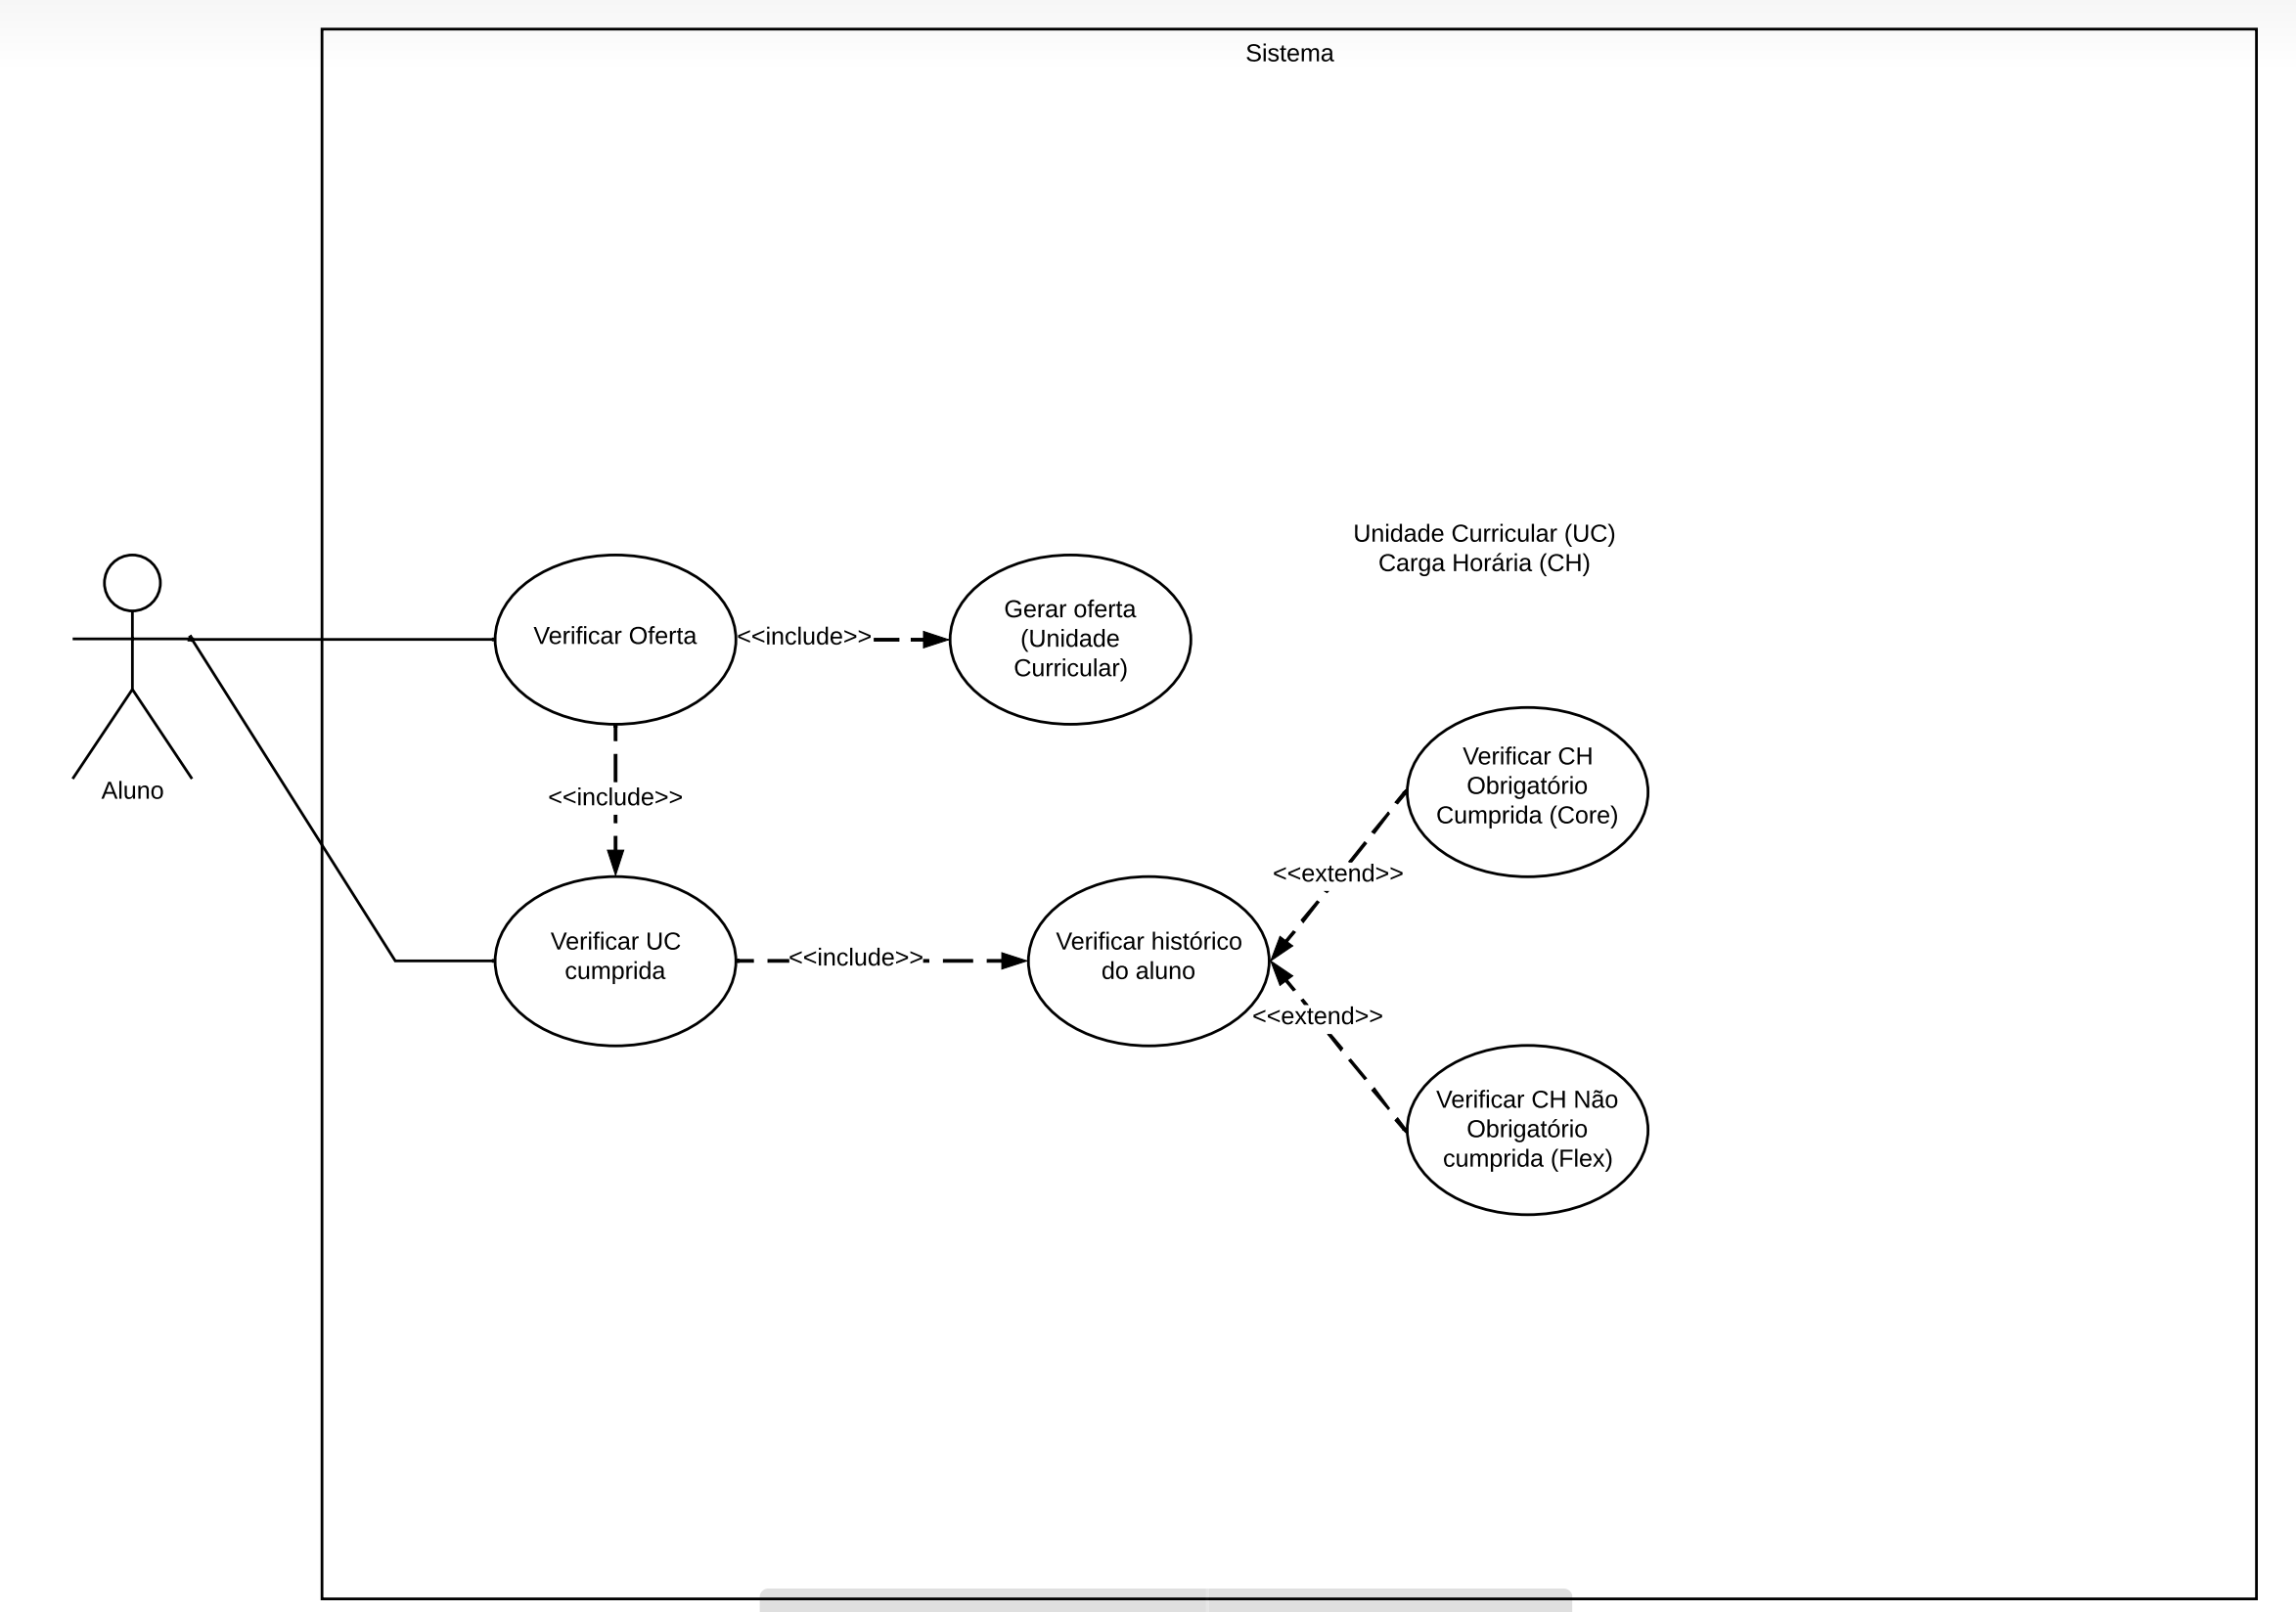 Sistema
Unidade Curricular (UC)
Carga Horária (CH)
Aluno
Verificar Oferta
<<include>>
Gerar oferta
(Unidade
Curricular)
<<include>>
Verificar UC
cumprida
<<include>>
Verificar histórico
do aluno
<<extend>>
Verificar CH
Obrigatório
Cumprida (Core)
<<extend>>
Verificar CH Não
Obrigatório
cumprida (Flex)